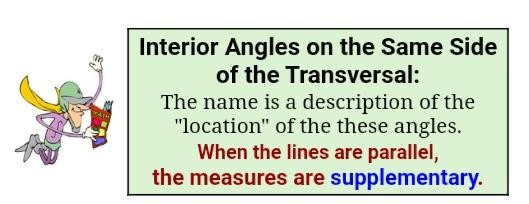 Interior Angles on the Same Side
of the Transversal:
The name is a description of the
"location" of the these angles.
When the lines are parallel,
the measures are supplementary.
MATH